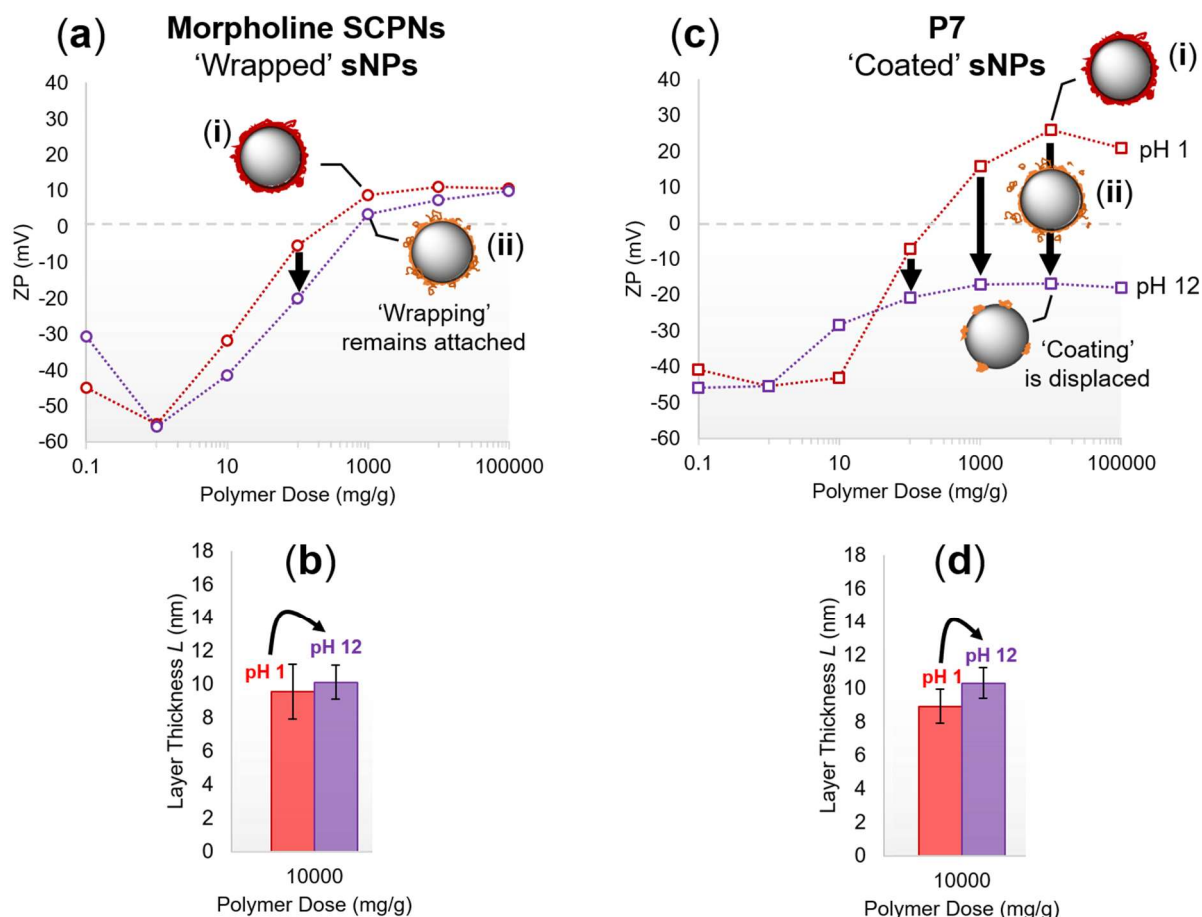 (a)
Morpholine SCPNs
'Wrapped' sNPs
ZP (mV)
40
30
20
10
0
-10
-20
-30
-40
-50
-60
(i)
(ii)
'Wrapping'
remains attached
0.1
10
1000
100000
Polymer Dose (mg/g)
(c)
P7
'Coated' sNPs
ZP (mV)
40
30
20
10
0
-10
-20
-30
-40
-50
-60
(i)
pH 1
(ii)
pH 12
'Coating'
is displaced
0.1
10
1000
100000
Polymer Dose (mg/g)
(b)
Layer Thickness L (nm)
18
16
14
12
10
8
6
4
2
0
pH 1
pH 12
10000
Polymer Dose (mg/g)
(d)
Layer Thickness L (nm)
18
16
14
12
10
8
6
4
2
0
pH 1
pH 12
10000
Polymer Dose (mg/g)